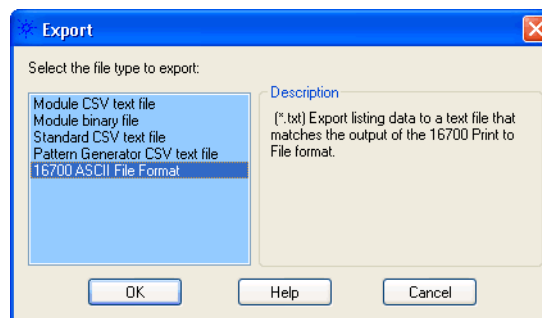 Export
Select the file type to export:
Module CSV text file
Module binary file
Standard CSV text file
Pattern Generator CSV text file
16700 ASCII File Format
Description
(*.txt) Export listing data to a text file that
matches the output of the 16700 Print to
File format.
OK
Help
Cancel